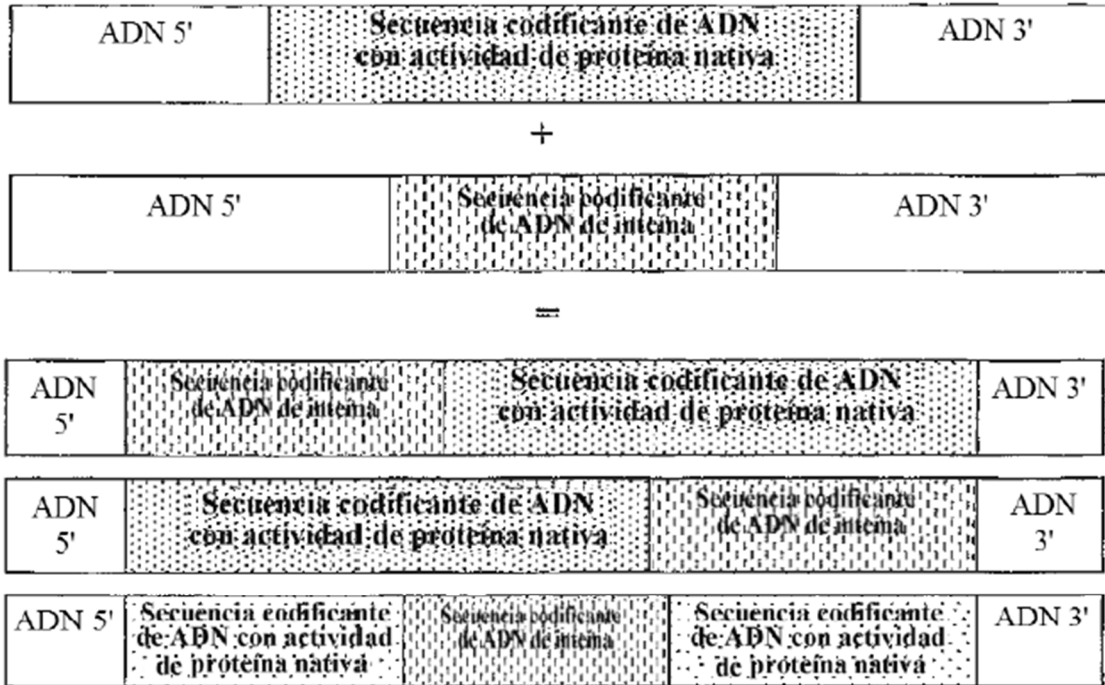 ADN 5'
Secuencia codificante de ADN
con actividad de proteína nativa
ADN 3'
+
ADN 5'
Secuencia codificante
de ADN de inteína
ADN 3'
=
ADN
5'
Secuencia codificante
de ADN de inteína
Secuencia codificante de ADN
con actividad de proteína nativa
ADN 3'
ADN
5'
Secuencia codificante de ADN
con actividad de proteína nativa
Secuencia codificante
de ADN de inteína
ADN
3'
ADN 5'
Secuencia codificante
de ADN con actividad
de proteína nativa
Secuencia codificante
de ADN de inteína
Secuencia codificante
de ADN con actividad
de proteína nativa
ADN 3'